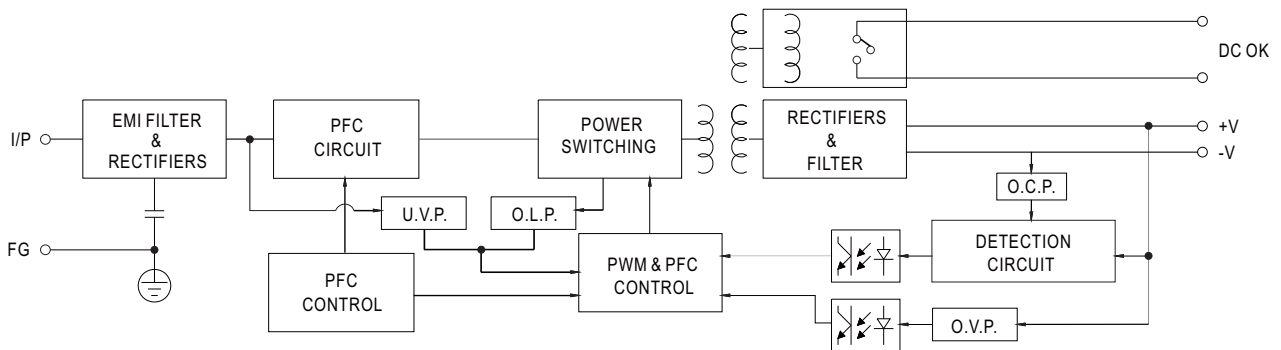 DC OK
I/P
EMI FILTER
&
RECTIFIERS
PFC
CIRCUIT
POWER
SWITCHING
RECTIFIERS
&
FILTER
+V
-V
O.C.P.
U.V.P.
O.L.P.
FG
PFC
CONTROL
PWM & PFC
CONTROL
DETECTION
CIRCUIT
O.V.P.